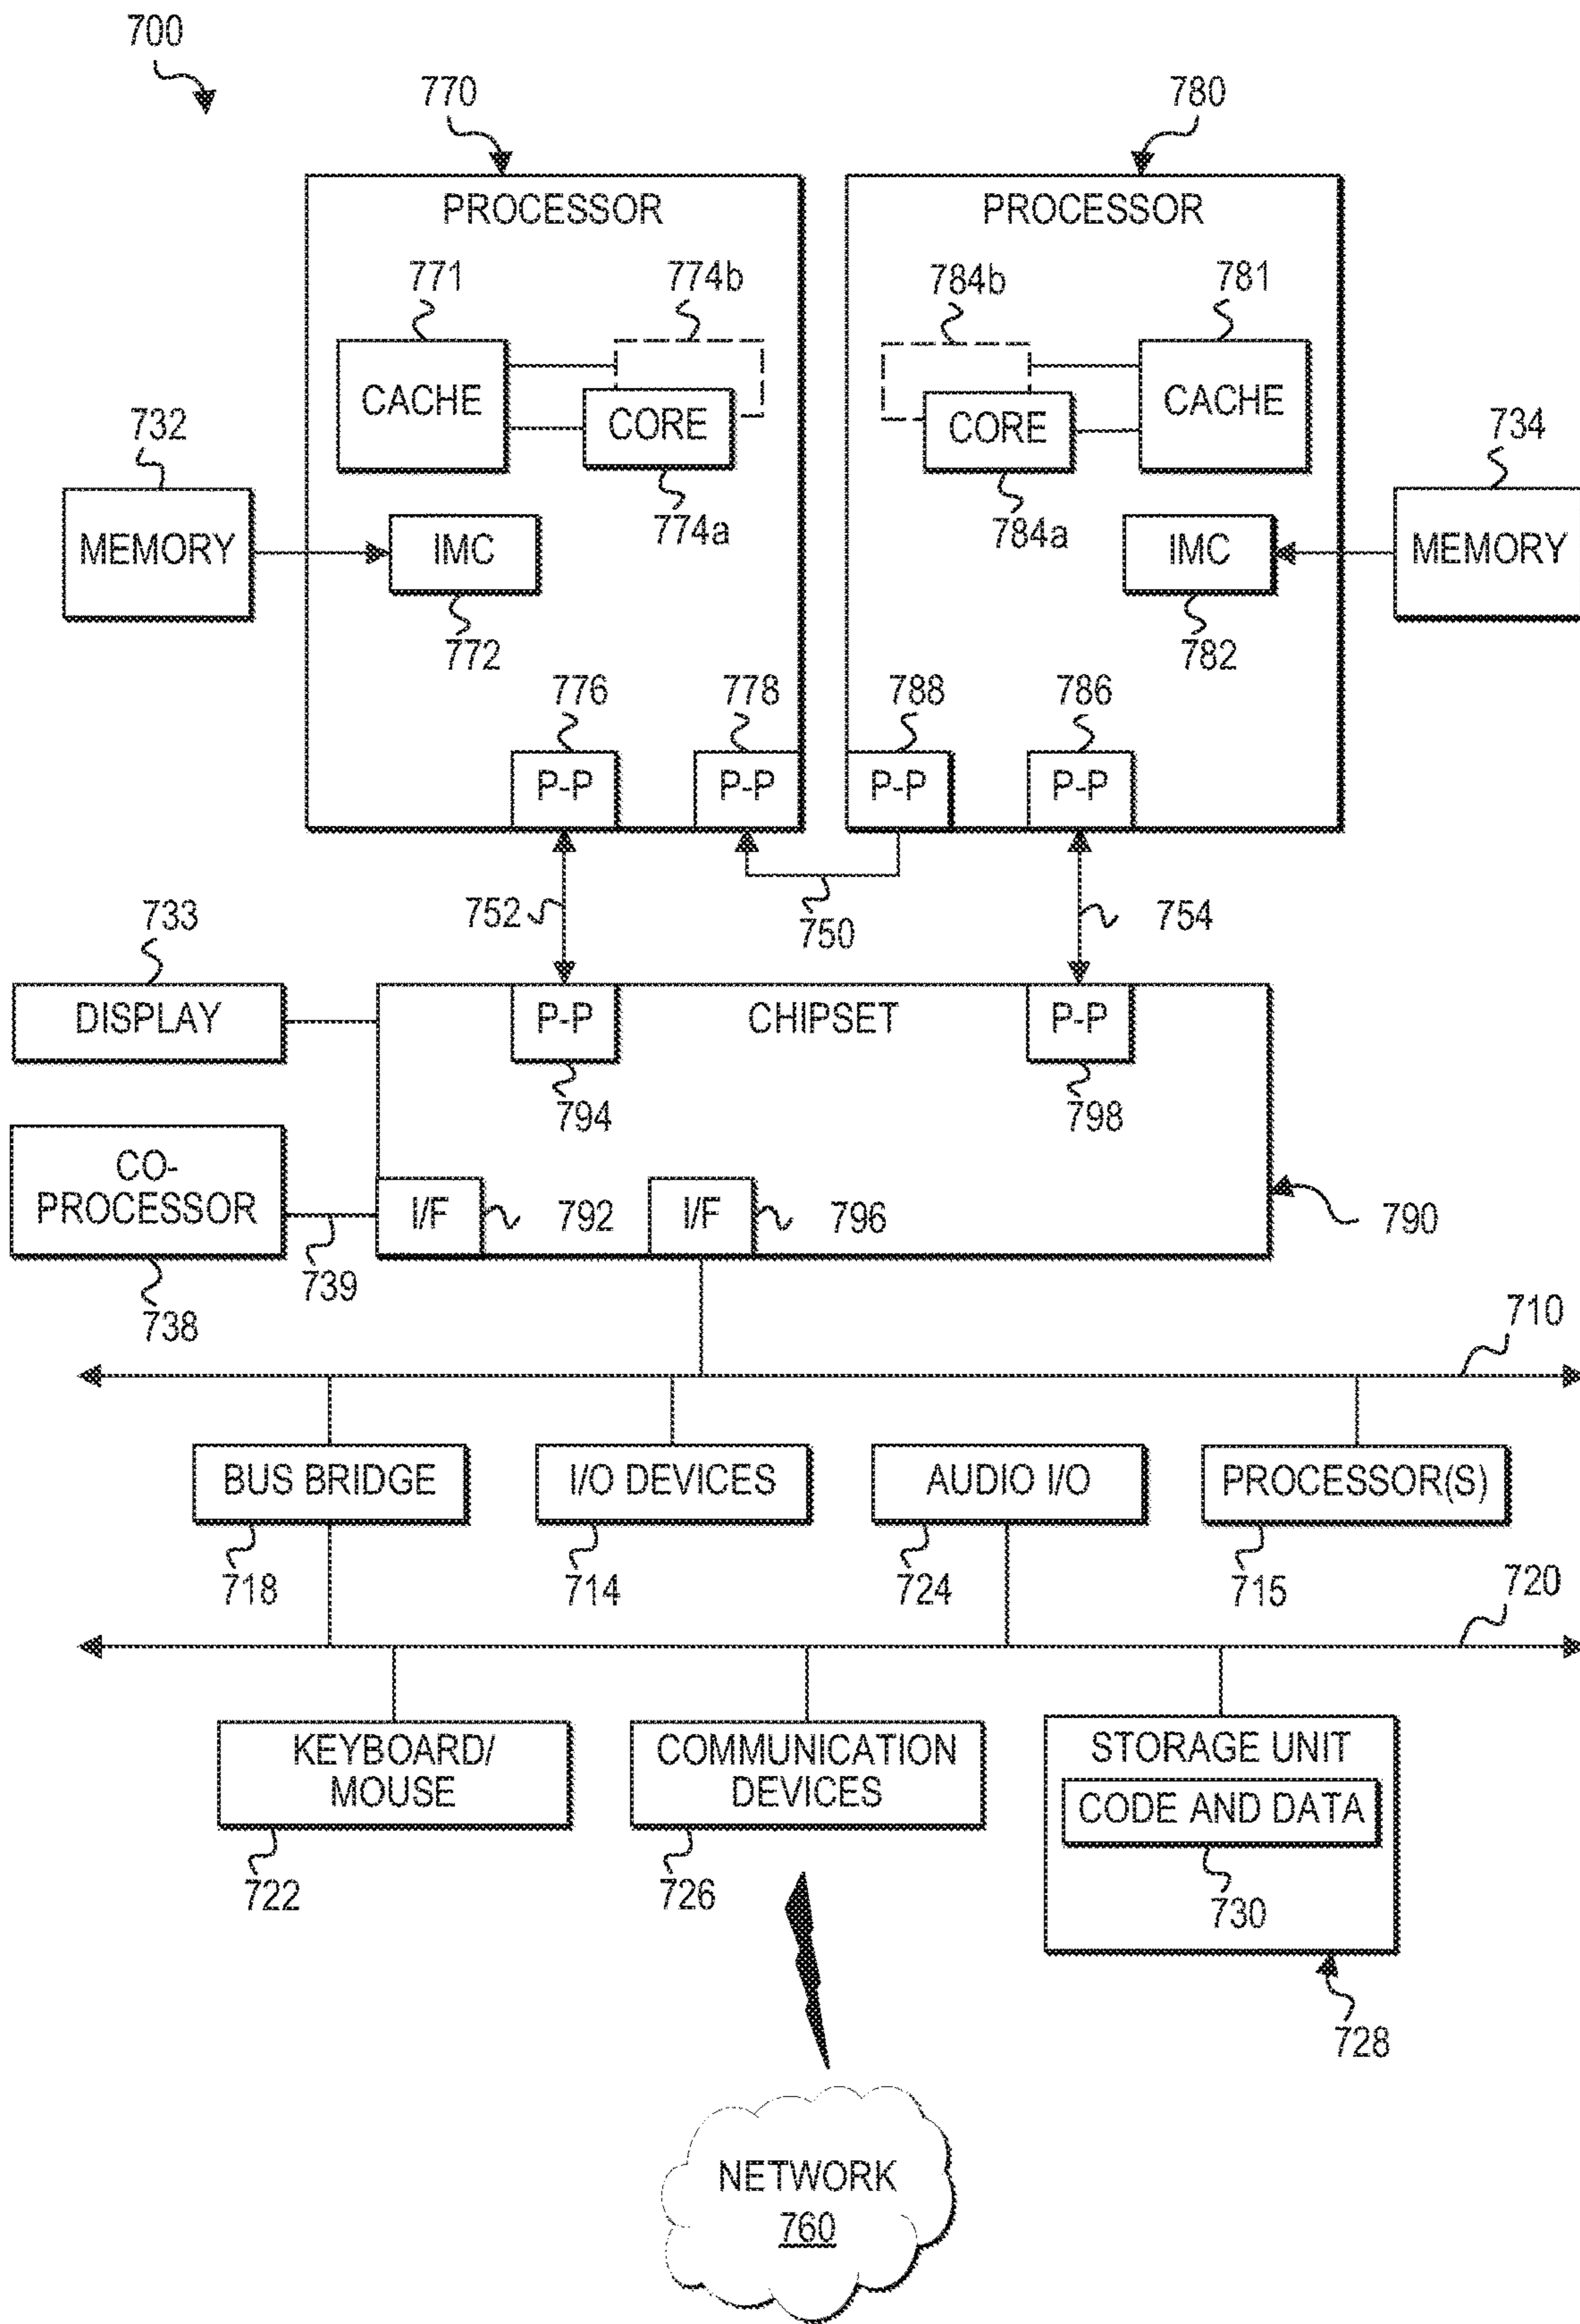 700
770
780
PROCESSOR
PROCESSOR
771
774b
784b
781
CACHE
CORE
CORE
CACHE
732
734
774a
784a
MEMORY
IMC
IMC
MEMORY
772
782
776
778
788
786
P-P
P-P
P-P
P-P
752
750
754
733
DISPLAY
P-P
CHIPSET
P-P
794
798
CO-
PROCESSOR
I/F
792
I/F
796
790
739
738
710
BUS BRIDGE
I/O DEVICES
AUDIO I/O
PROCESSOR(S)
718
714
724
715
720
KEYBOARD/
MOUSE
COMMUNICATION
DEVICES
STORAGE UNIT
CODE AND DATA
722
726
730
728
NETWORK
760